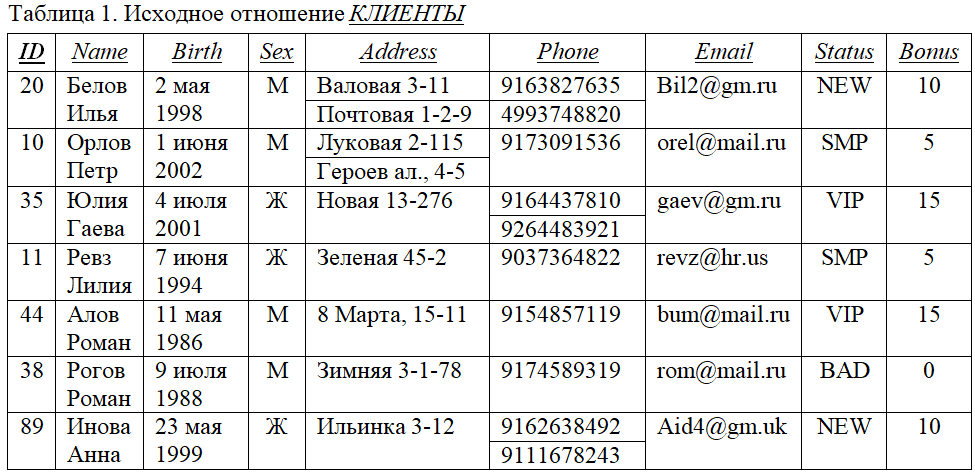 Таблица 1. Исходное отношение КЛИЕНТЫ
ID Name Birth Sex Address Phone Email Status Bonus
20 Белов 2 мая М Валовая 3-11 9163827635 Bil2@gm.ru NEW 10
Илья 1998 Почтовая 1-2-9 4993748820
10 Орлов 1 июня М Луковая 2-115 9173091536 orel@mail.ru SMP 5
Петр 2002 Героев ал., 4-5
35 Юлия 4 июля Ж Новая 13-276 9164437810 gaev@gm.ru VIP 15
Гаева 2001 9264483921
11 Ревз 7 июня Ж Зеленая 45-2 9037364822 revz@hr.us SMP 5
Лилия 1994
44 Алов 11 мая М 8 Марта, 15-11 9154857119 bum@mail.ru VIP 15
Роман 1986
38 Рогов 9 июля М Зимняя 3-1-78 9174589319 rom@mail.ru BAD 0
Роман 1988
89 Инова 23 мая Ж Ильинка 3-12 9162638492 Aid4@gm.uk NEW 10
Анна 1999 9111678243